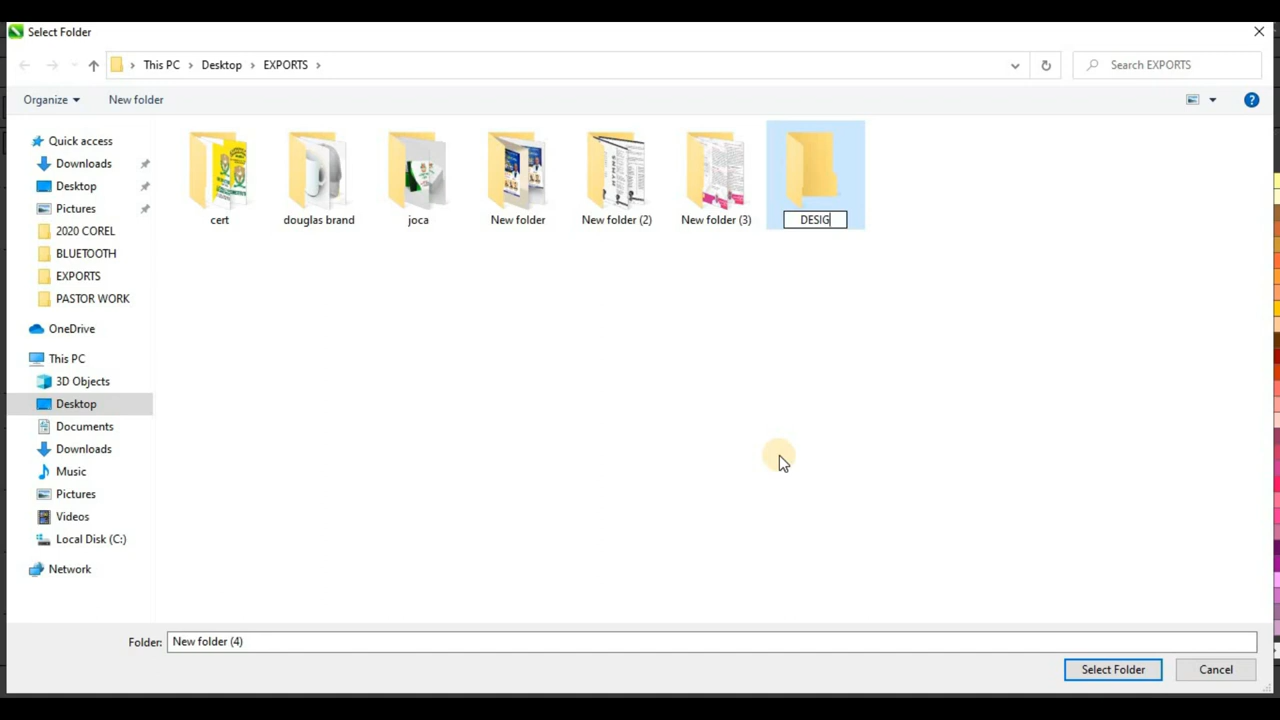 Select Folder
This PC > Desktop > EXPORTS >
Search EXPORTS
Organize
New folder
Quick access
Downloads
Desktop
Pictures
2020 COREL
BLUETOOTH
EXPORTS
PASTOR WORK
OneDrive
This PC
3D Objects
Desktop
Documents
Downloads
Music
Pictures
Videos
Local Disk (C:)
Network
cert
douglas brand
joca
New folder
New folder (2)
New folder (3)
DESIG
Folder: New folder (4)
Select Folder
Cancel